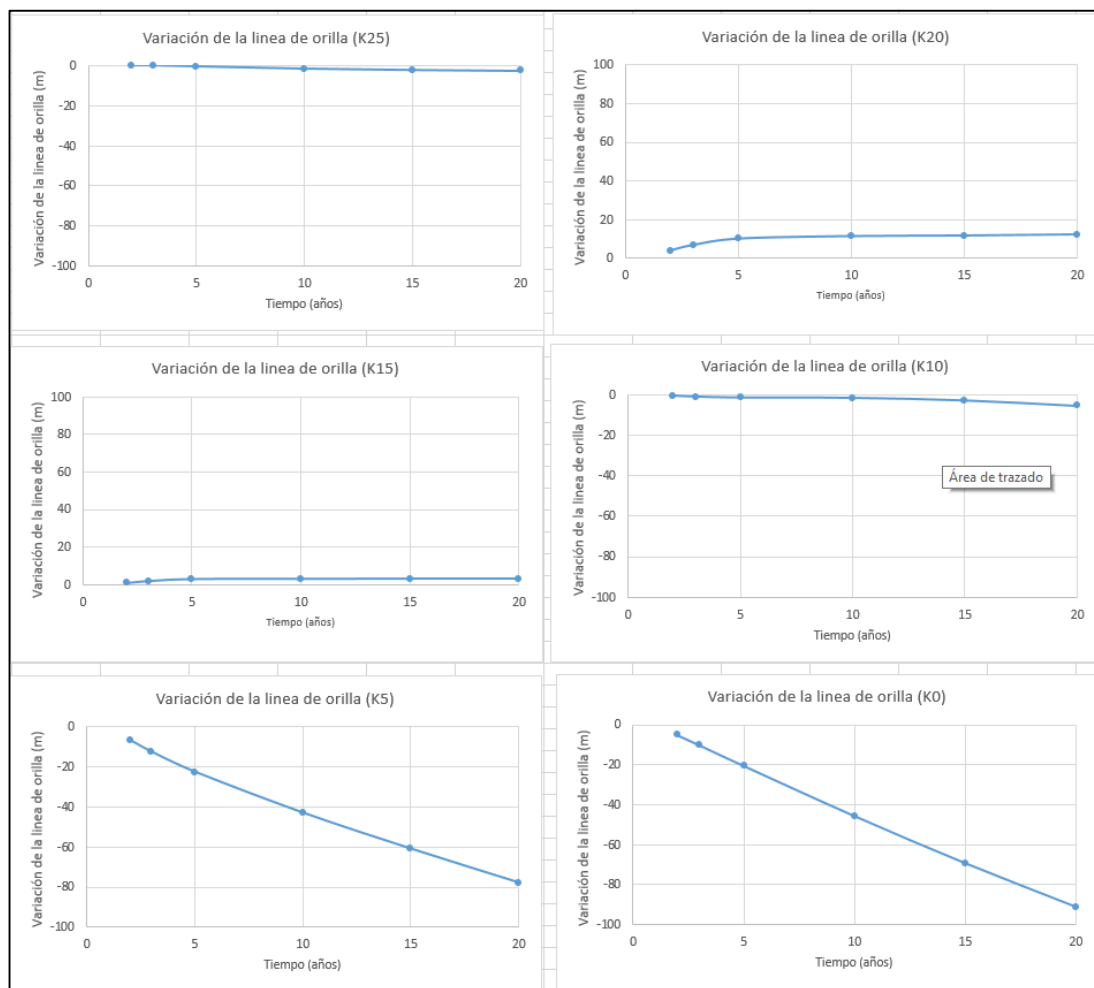 Variación de la linea de orilla (K25)
Variación de la linea de orilla (m)
0
-20
-40
-60
-80
-100
0 5 10 15 20
Tiempo (años)
Variación de la linea de orilla (K20)
Variación de la linea de orilla (m)
100
80
60
40
20
0
0 5 10 15 20
Tiempo (años)
Variación de la linea de orilla (K15)
Variación de la linea de orilla (m)
100
80
60
40
20
0
0 5 10 15 20
Tiempo (años)
Variación de la linea de orilla (K10)
Variación de la linea de orilla (m)
0
-20
-40
-60
-80
-100
Área de trazado
0 5 10 15 20
Tiempo (años)
Variación de la linea de orilla (K5)
Variación de la linea de orilla (m)
0
-20
-40
-60
-80
-100
0 5 10 15 20
Tiempo (años)
Variación de la linea de orilla (K0)
Variación de la linea de orilla (m)
0
-20
-40
-60
-80
-100
0 5 10 15 20
Tiempo (años)